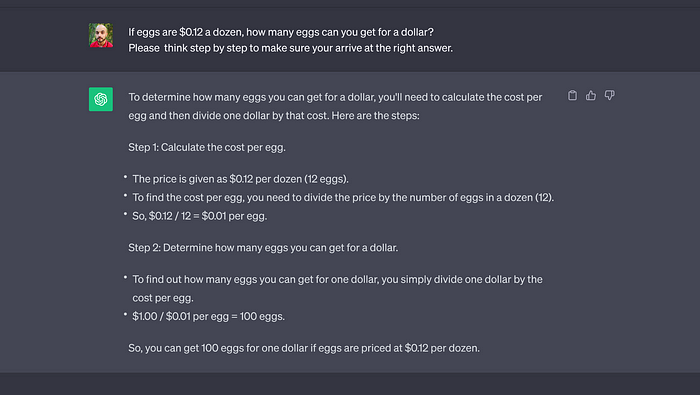 If eggs are $0.12 a dozen, how many eggs can you get for a dollar?
Please think step by step to make sure your arrive at the right answer.
To determine how many eggs you can get for a dollar, you'll need to calculate the cost per
egg and then divide one dollar by that cost. Here are the steps:
Step 1: Calculate the cost per egg.
• The price is given as $0.12 per dozen (12 eggs).
• To find the cost per egg, you need to divide the price by the number of eggs in a dozen (12).
• So, $0.12 / 12 = $0.01 per egg.
Step 2: Determine how many eggs you can get for a dollar.
• To find out how many eggs you can get for one dollar, you simply divide one dollar by the
cost per egg.
• $1.00 / $0.01 per egg = 100 eggs.
So, you can get 100 eggs for one dollar if eggs are priced at $0.12 per dozen.